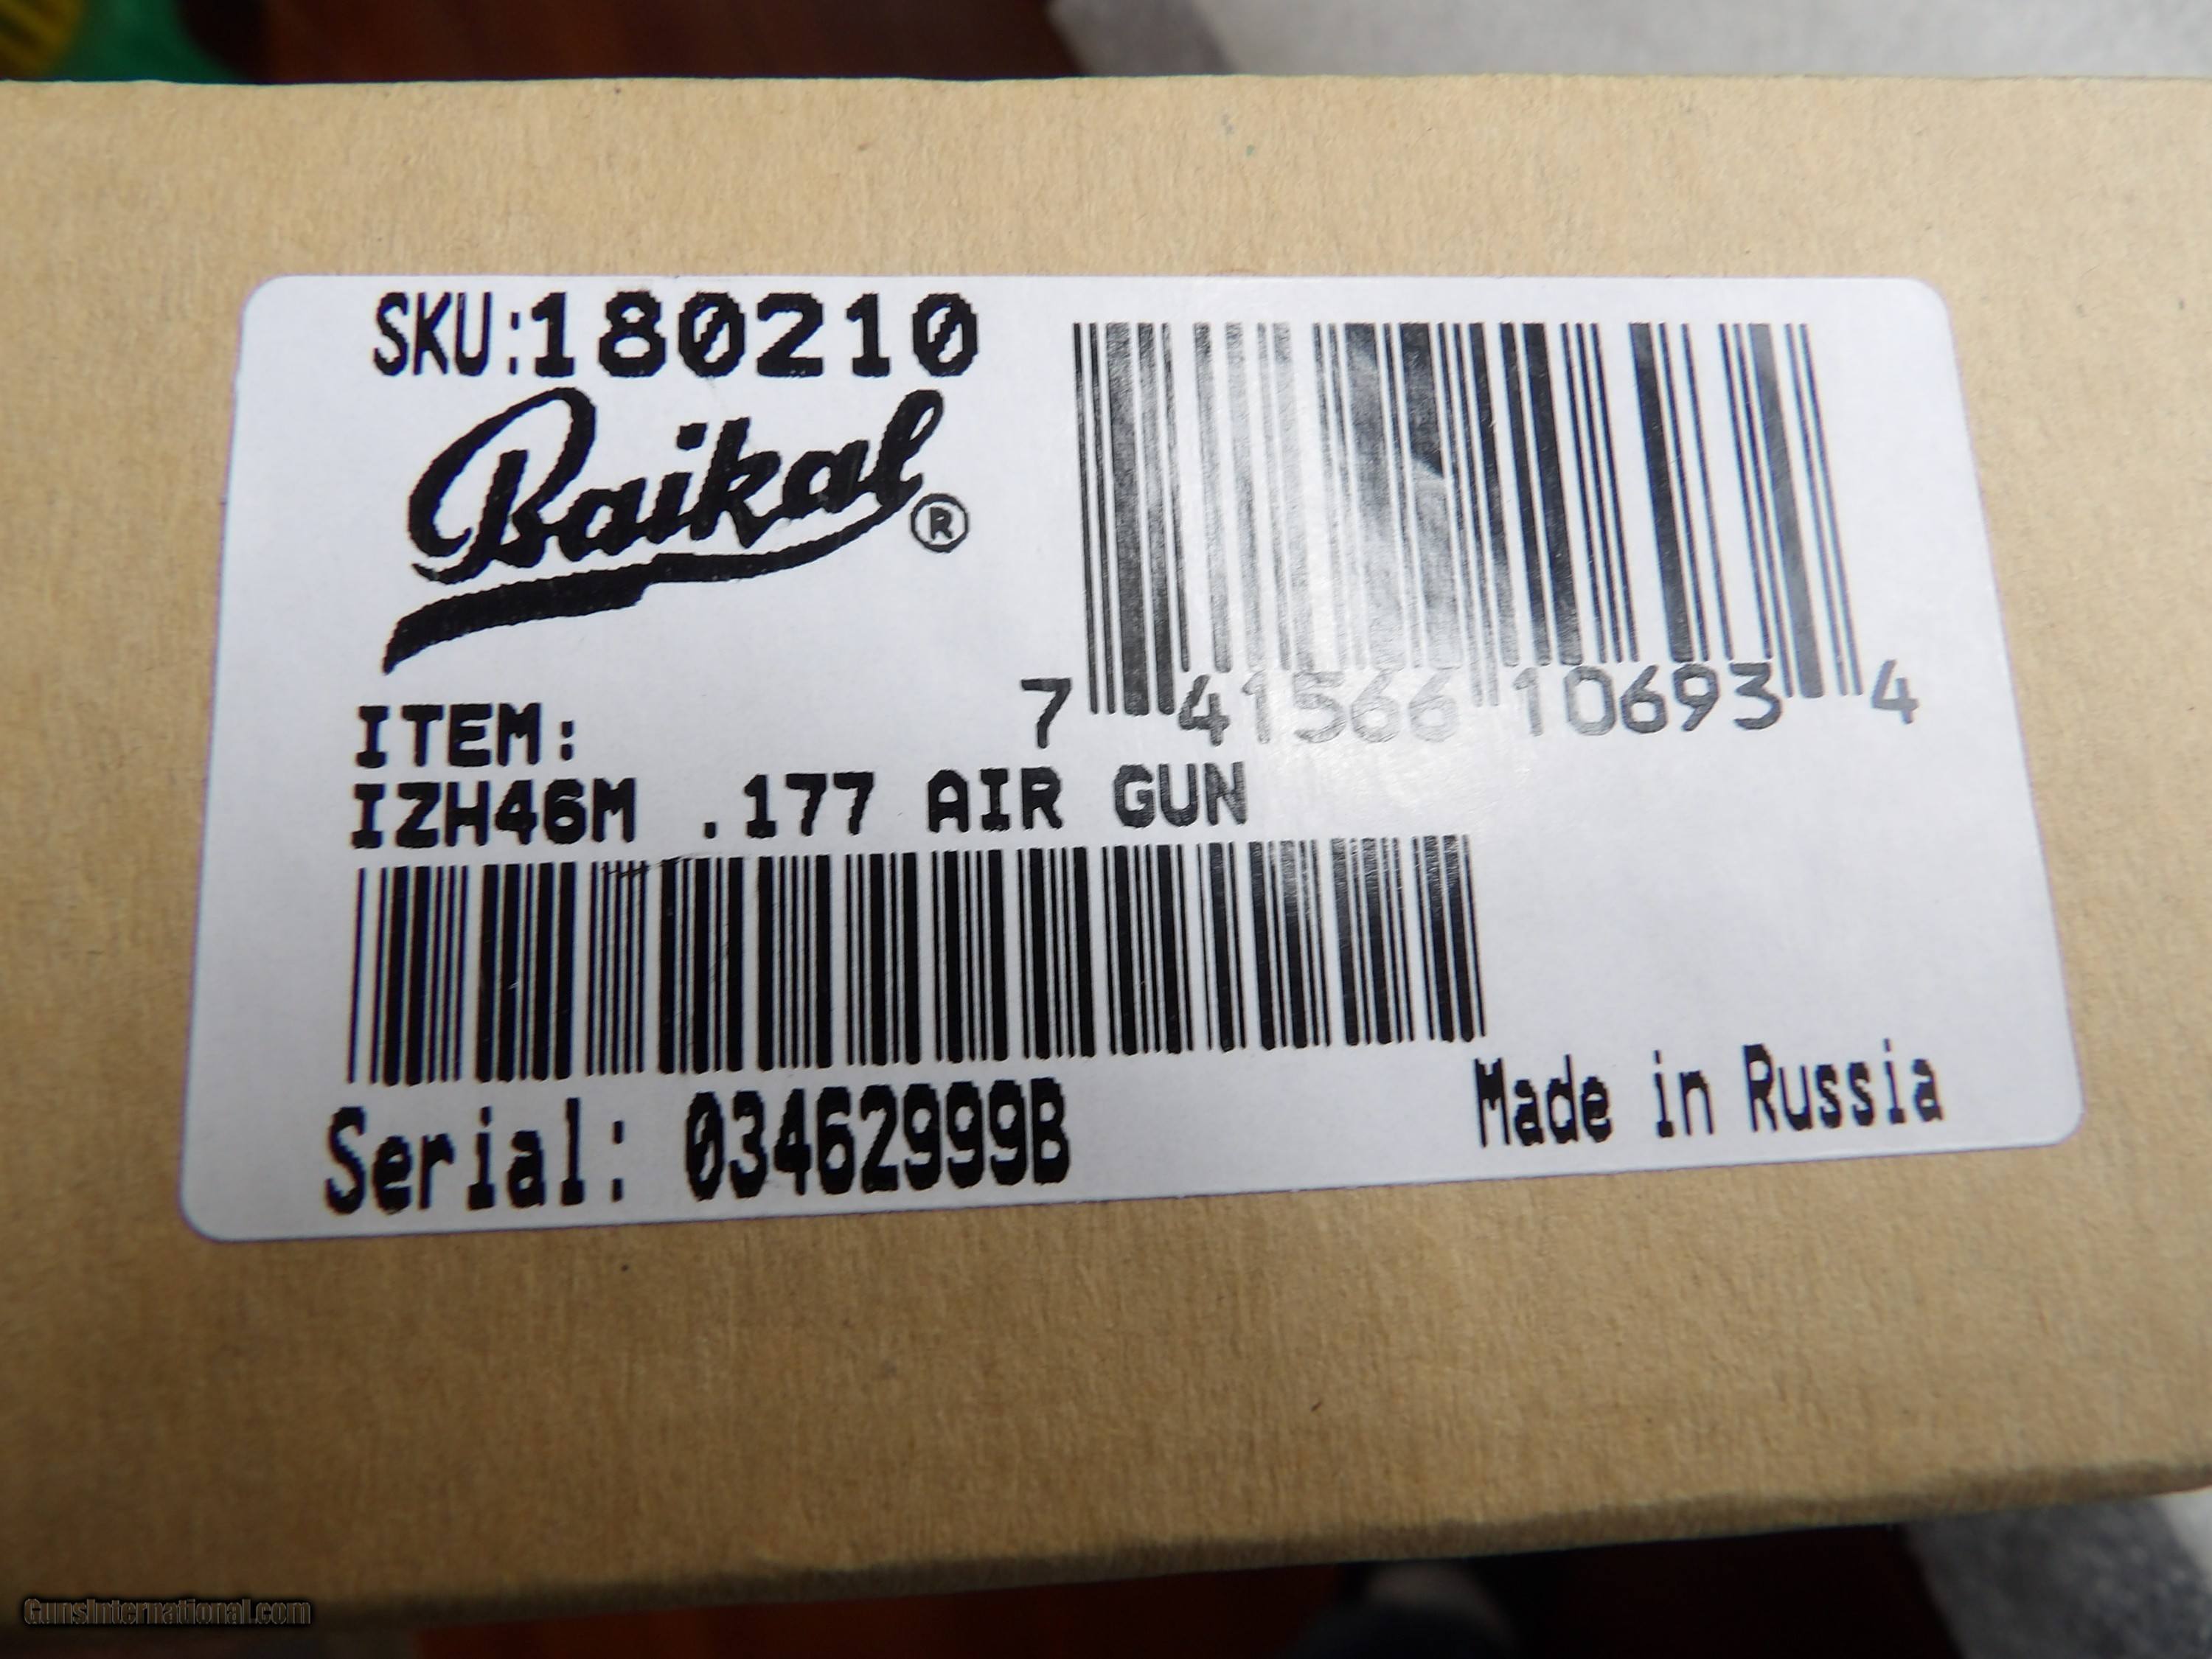 SKU:180210
Baikal®
7 41566 10693 4
ITEM:
IZH46M .177 AIR GUN
Serial: 03462999B
Made in Russia
GunsInternational.com